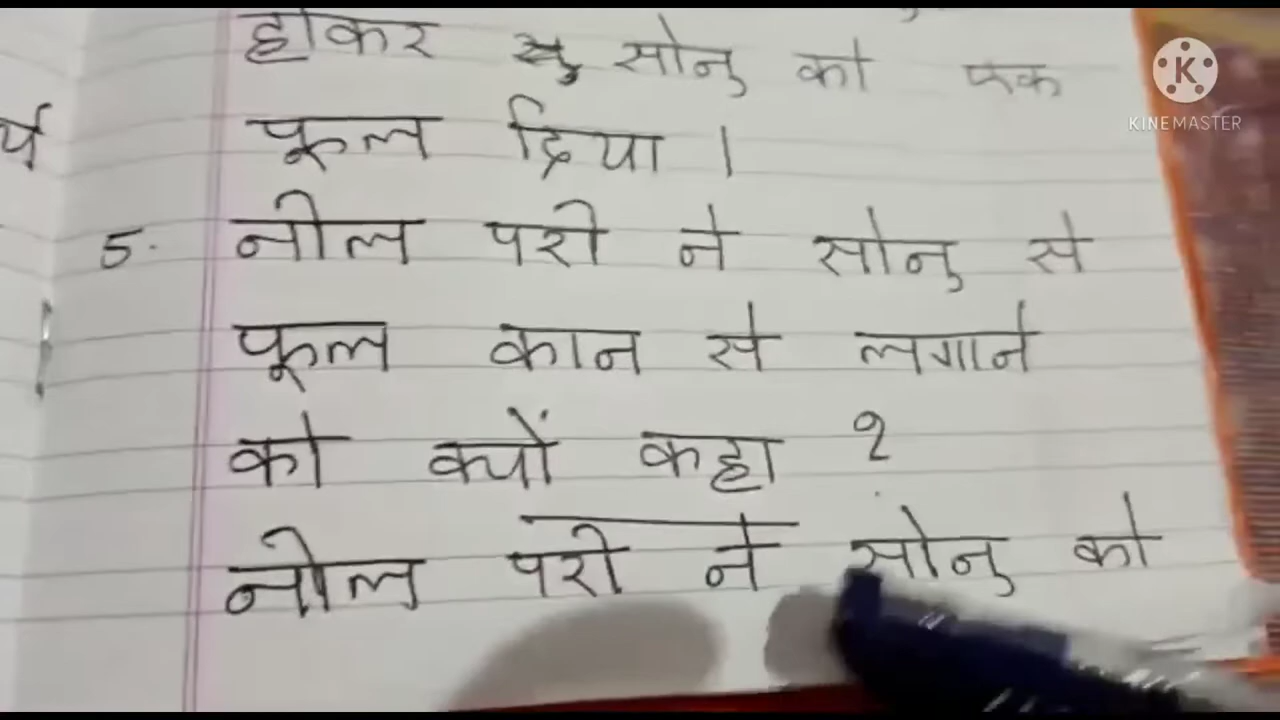 होकर सोनु को एक
फूल दिया ।
5. नील परी ने सोनु से
फूल कान से लगाने
को क्यों कहा ?
नील परी ने सोनु को
र्य
K
KINEMASTER